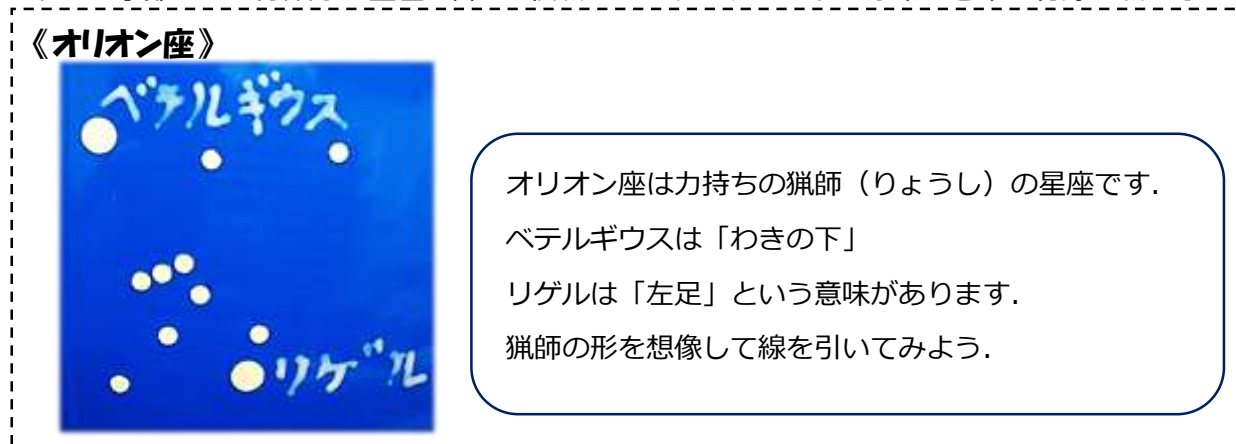 《オリオン座》
ベテルギウス
リゲル
オリオン座は力持ちの猟師（りょうし）の星座です．
ベテルギウスは「わきの下」
リゲルは「左足」という意味があります．
猟師の形を想像して線を引いてみよう．